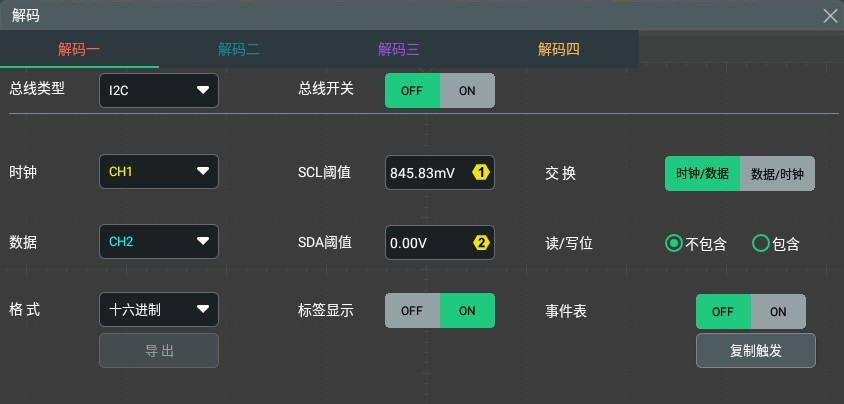 解码
解码一 解码二 解码三 解码四
总线类型 I2C 总线开关 OFF ON
时钟 CH1 SCL阈值 845.83mV 1 交 换 时钟/数据 数据/时钟
数据 CH2 SDA阈值 0.00V 2 读/写位 不包含 包含
格 式 十六进制 标签显示 OFF ON 事件表 OFF ON
导 出 复制触发